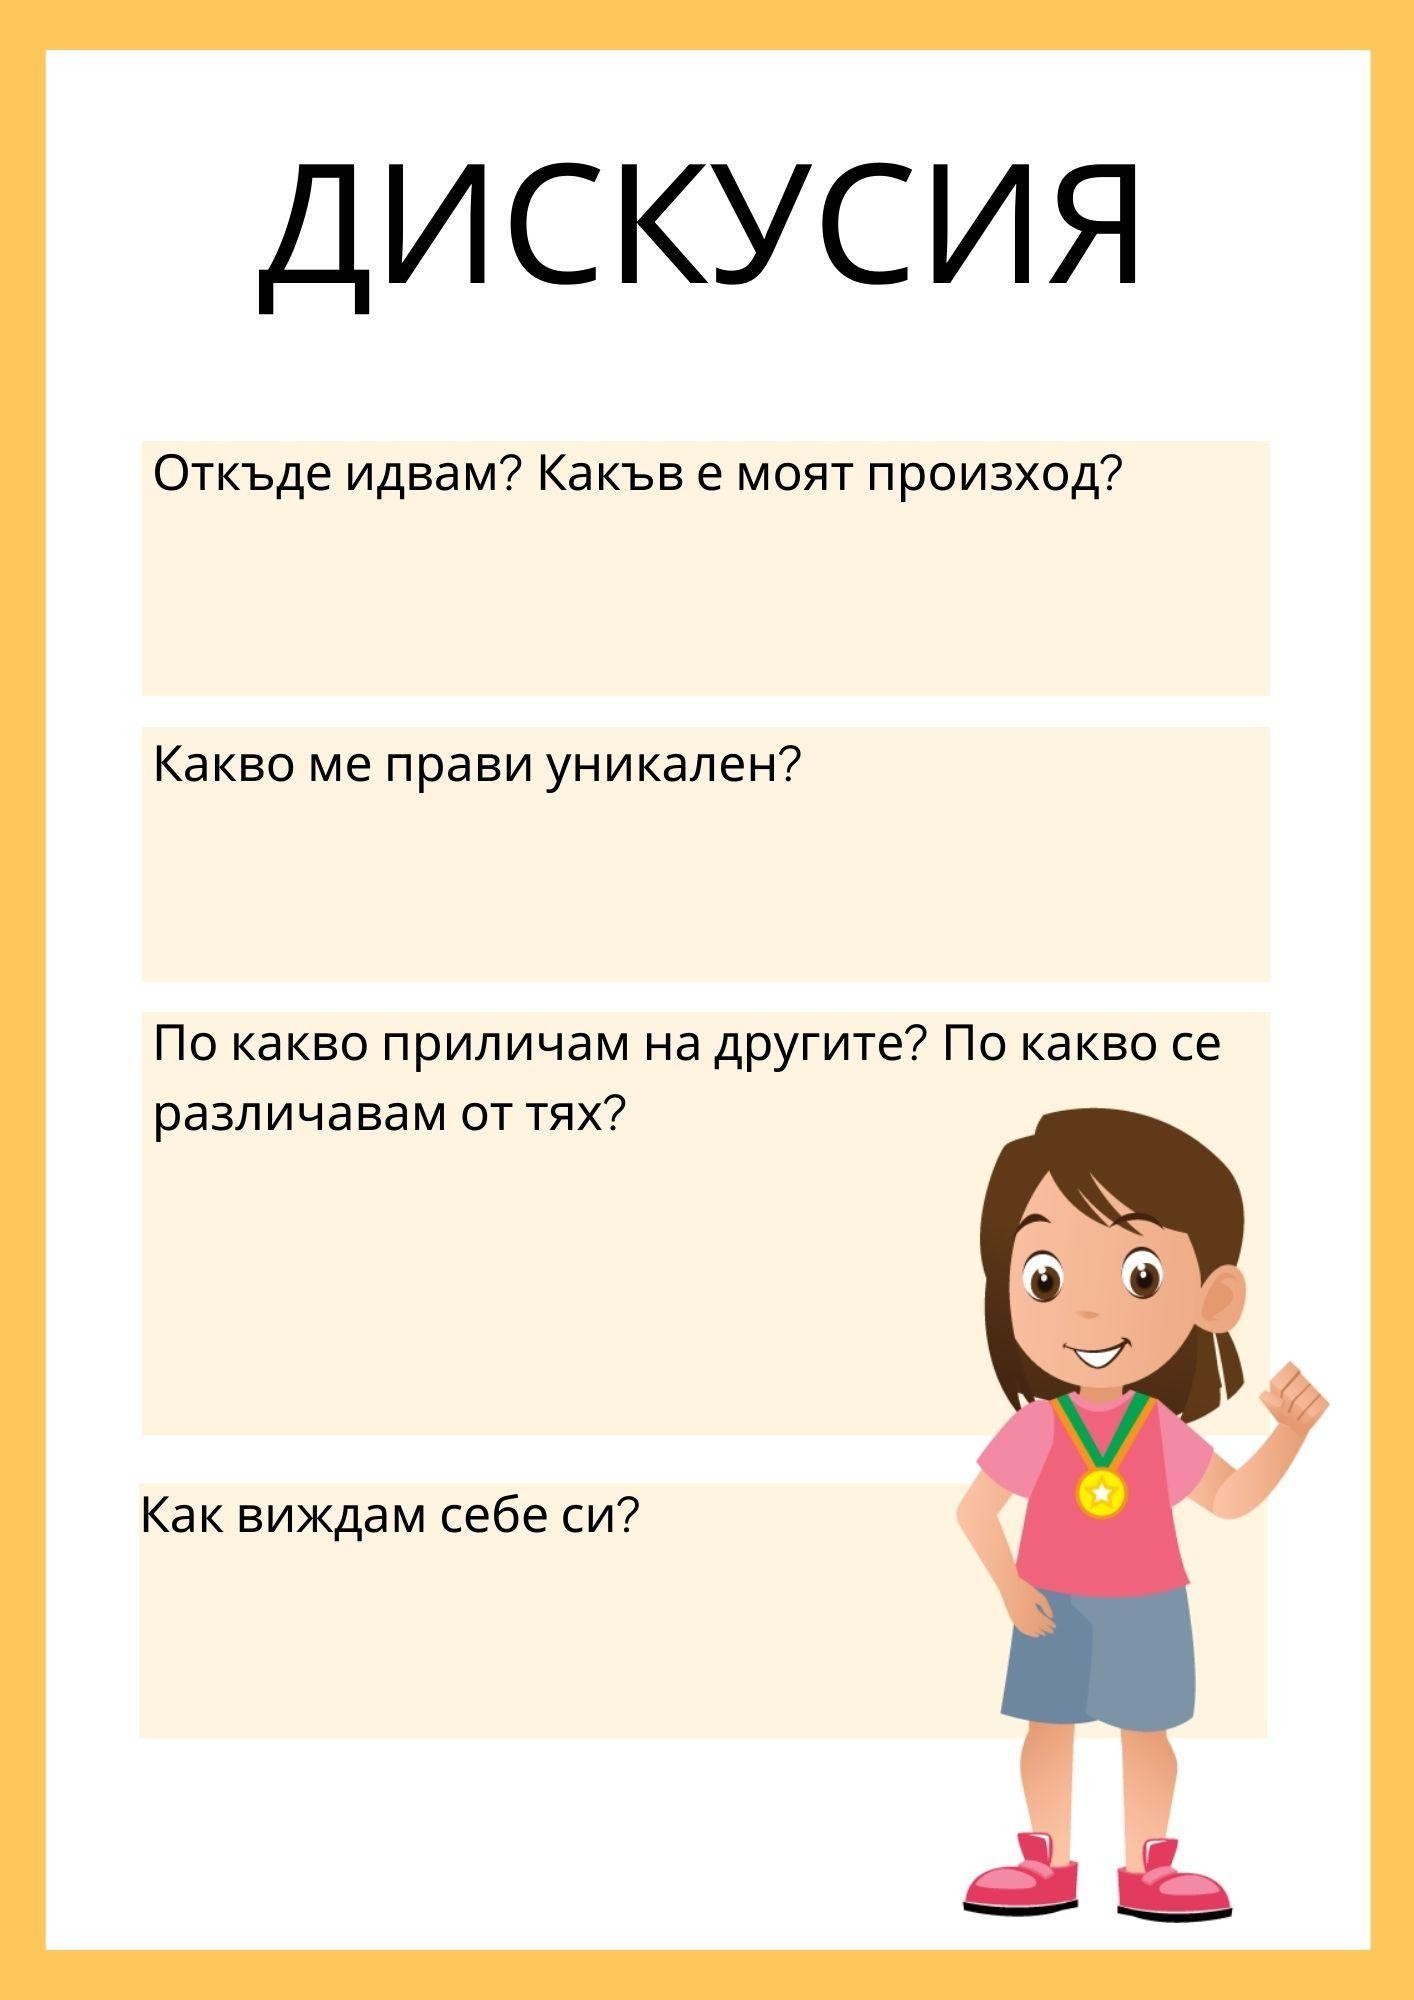 ДИСКУСИЯ
Откъде идвам? Какъв е моят произход?
Какво ме прави уникален?
По какво приличам на другите? По какво се
различавам от тях?
Как виждам себе си?